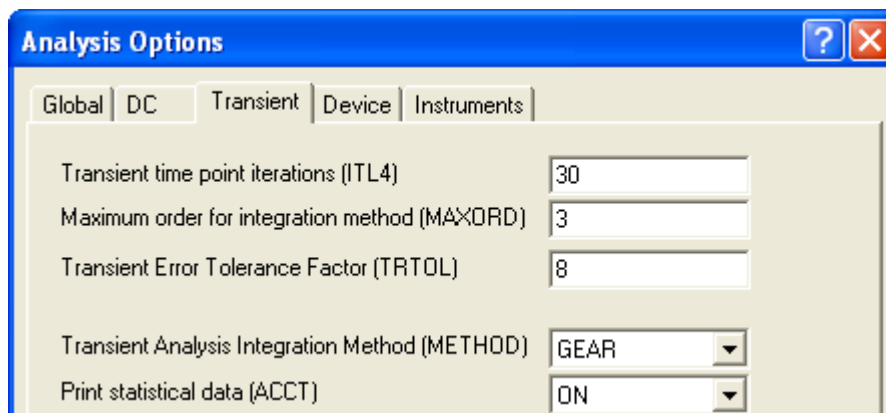 Analysis Options
Global DC Transient Device Instruments
Transient time point iterations (ITL4) 30
Maximum order for integration method (MAXORD) 3
Transient Error Tolerance Factor (TRTOL) 8
Transient Analysis Integration Method (METHOD) GEAR
Print statistical data (ACCT) ON